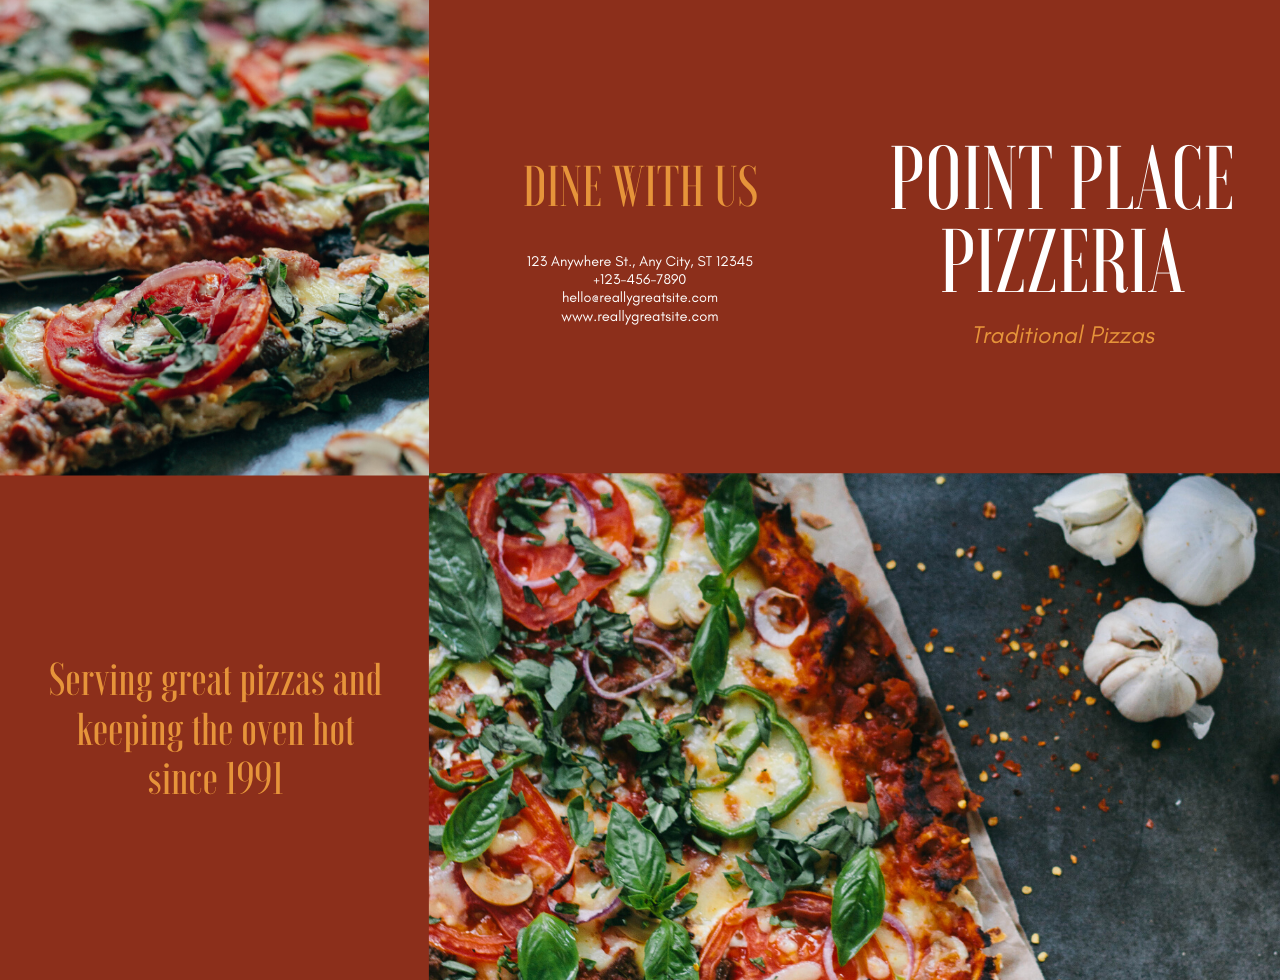 DINE WITH US
123 Anywhere St., Any City, ST 12345
+123-456-7890
hello@reallygreatsite.com
www.reallygreatsite.com
POINT PLACE
PIZZERIA
Traditional Pizzas
Serving great pizzas and
keeping the oven hot
since 1991